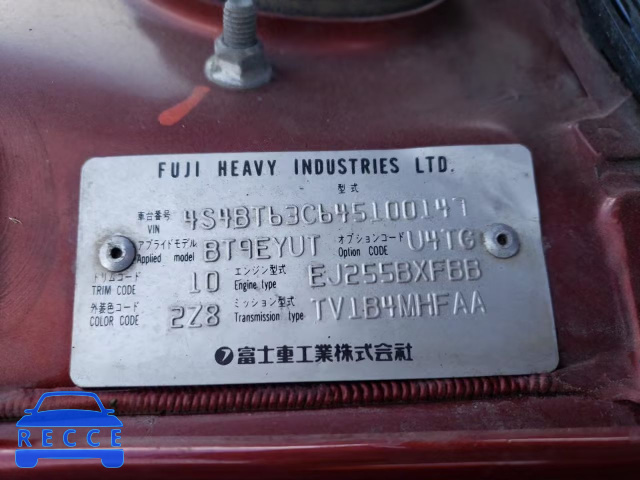 FUJI HEAVY INDUSTRIES LTD.
型式
車台番号 VIN 4S4BT63C645100147
アプライドモデル Applied model BT9EYUT オプションコード Option CODE U4TG
トリムコード TRIM CODE 10 エンジン型式 Engine type EJ255BXFBB
外装色コード COLOR CODE 2Z8 ミッション型式 Transmission type TV1B4MHFAA
富士重工業株式会社
RECCE